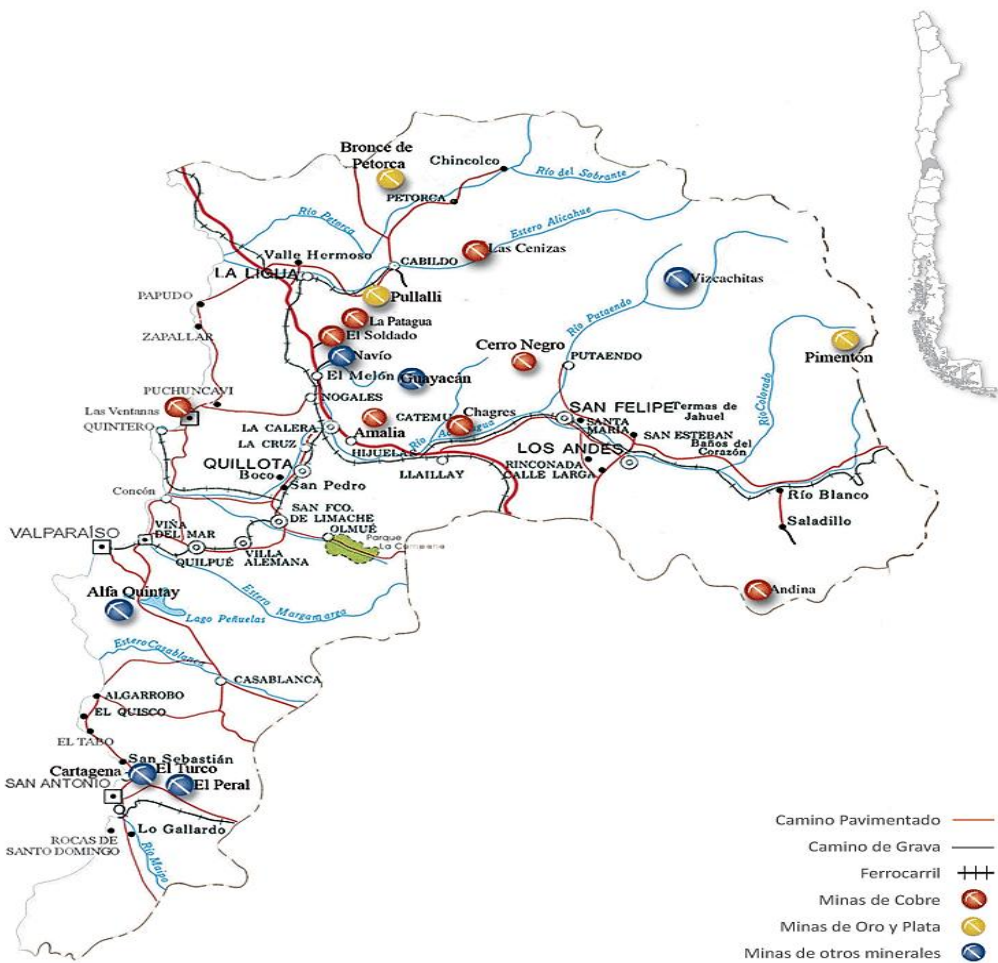 Bronce de
Petorca
Chincolco
Río del Sobrante
PETORCA
Río Petorca
Estero Alicahue
Las Cenizas
Valle Hermoso
CABILDO
LA LIGUA
Vizcachitas
PAPUDO
Pullalli
La Patagua
Río Putaendo
ZAPALLAR
El Soldado
Cerro Negro
Pimentón
Navío
PUTAENDO
El Melón
Gunyacán
Río Colorado
PUCHUNCAVI
NOGALES
Las Ventanas
QUINTERO
CATEMU
Chagres
SAN FELIPE
Termas de
Jahuel
LA CALERA
Amalia
SANTA
MARÍA
LA CRUZ
HIJUELAS
SAN ESTEBAN
LOS ANDES
Baños del
Corazón
QUILLOTA
Boco
LLAILLAY
RINCONADA
CALLE LARGA
San Pedro
Río Blanco
Concón
SAN FCO.
DE LIMACHE
Saladillo
VALPARAÍSO
VIÑA
DEL MAR
OLMUÉ
Parque
QUILPUÉ
VILLA
ALEMANA
Alfa Quintay
Estero Margamarga
Lago Peñuelas
Andina
Estero Casablanca
CASABLANCA
ALGARROBO
EL QUISCO
EL TABO
San Sebastián
Cartagena
El Turco
SAN ANTONIO
El Peral
Lo Gallardo
ROCAS DE
SANTO DOMINGO
Río Maipo
Camino Pavimentado
Camino de Grava
Ferrocarril
Minas de Cobre
Minas de Oro y Plata
Minas de otros minerales